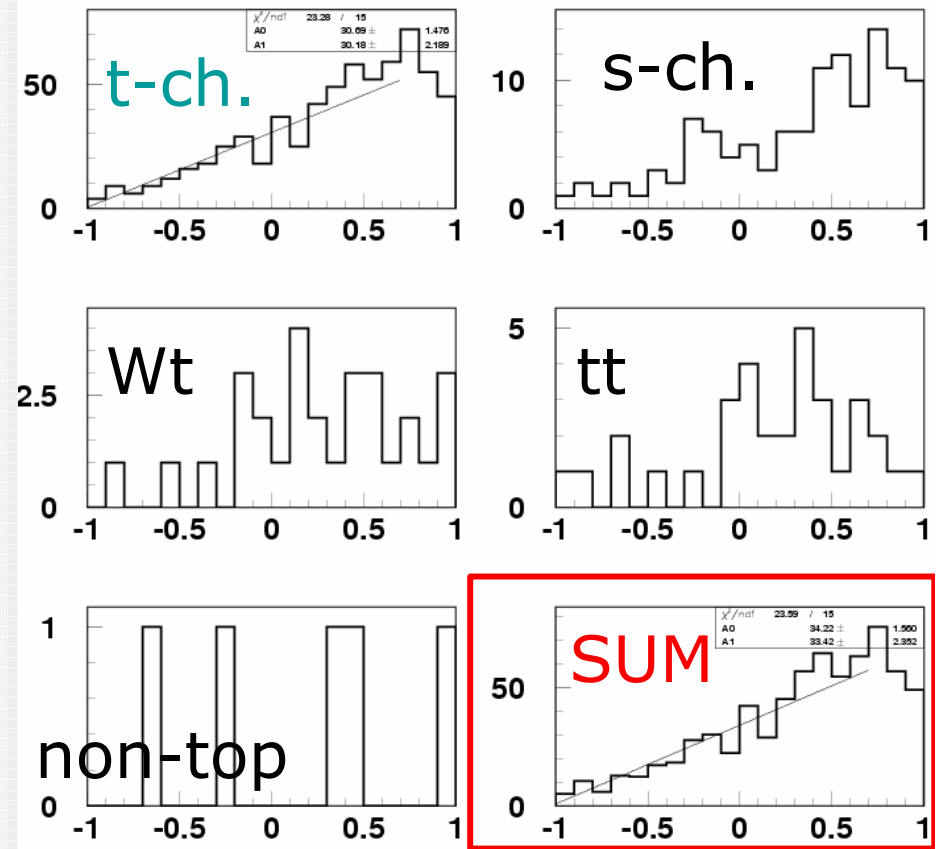 χ²/ndf 23.28 / 15
A0 30.69 ± 1.476
A1 30.18 ± 2.189
t-ch.
50
0
-1 -0.5 0 0.5 1
s-ch.
10
0
-1 -0.5 0 0.5 1
Wt
2.5
0
-1 -0.5 0 0.5 1
tt
5
0
-1 -0.5 0 0.5 1
1
non-top
0
-1 -0.5 0 0.5 1
χ²/ndf 23.59 / 15
A0 34.22 ± 1.560
A1 33.42 ± 2.352
SUM
50
0
-1 -0.5 0 0.5 1